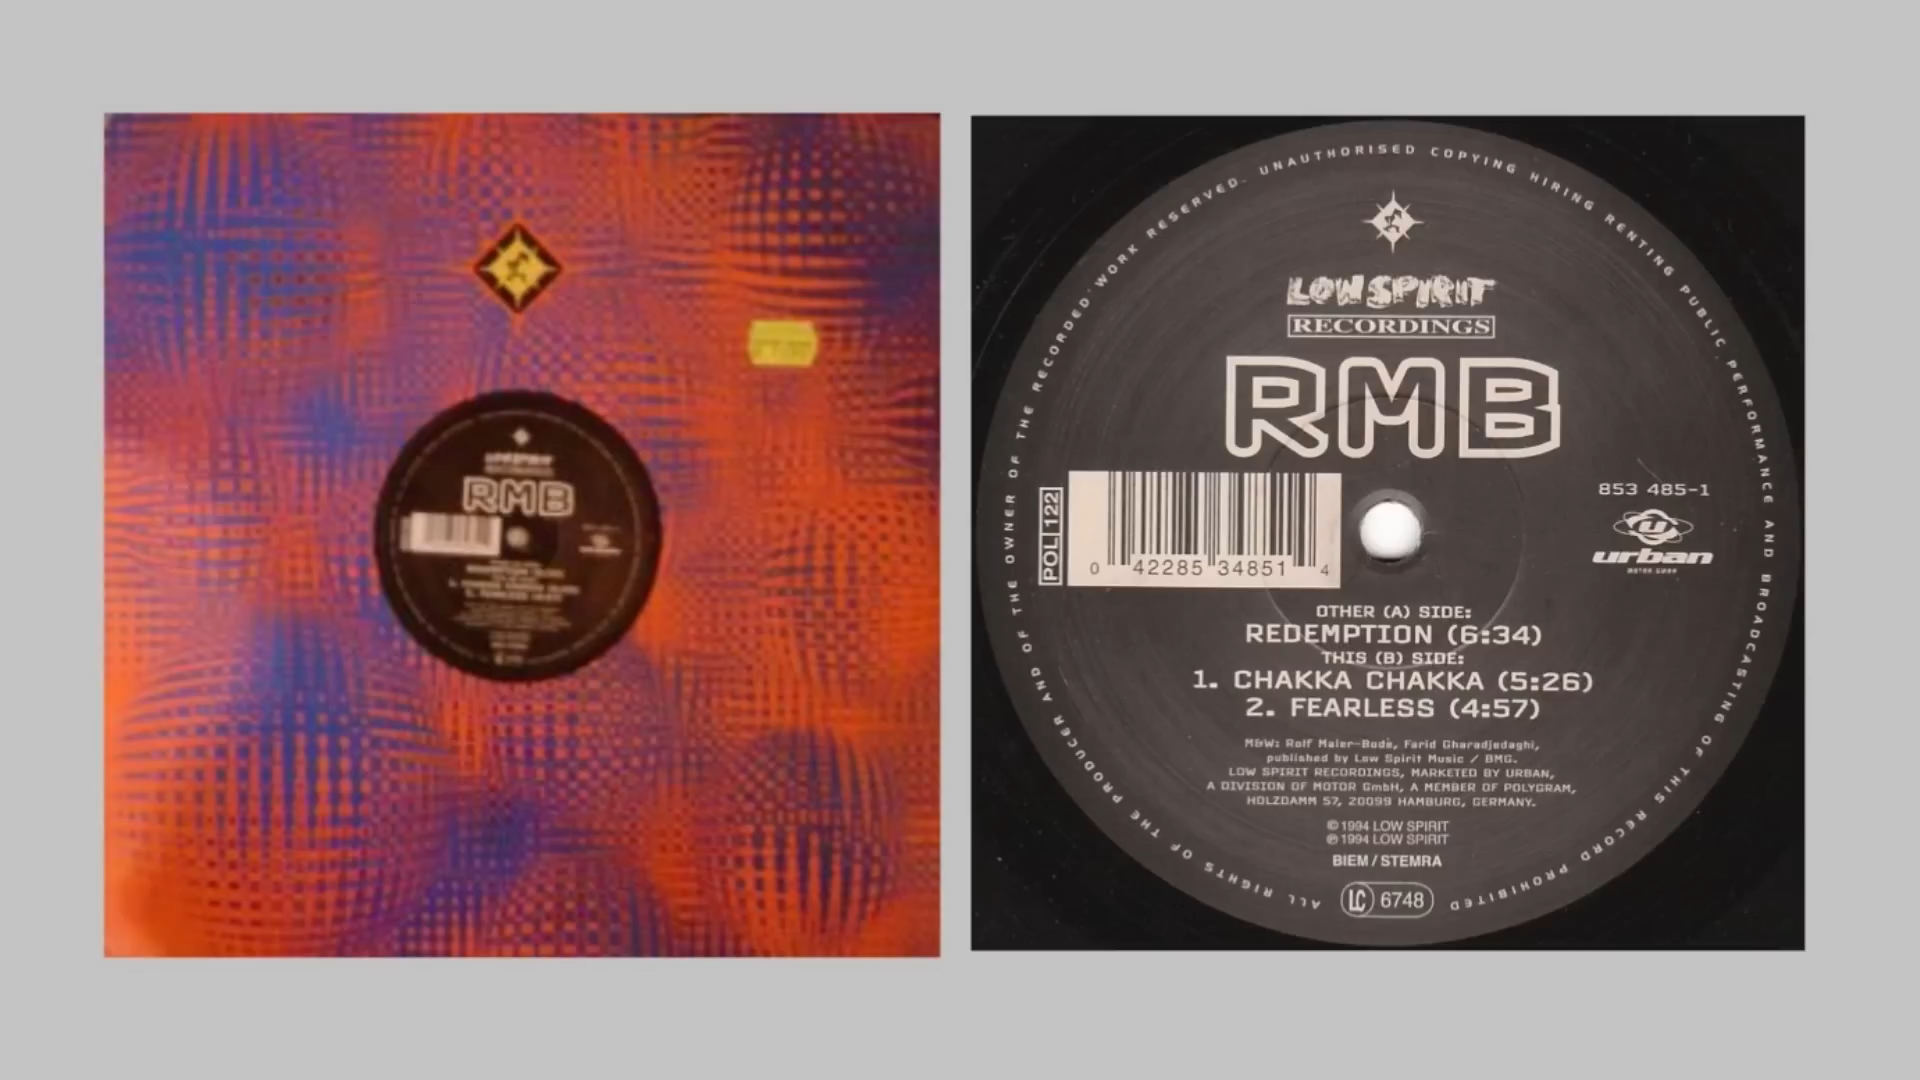 RMB
UNAUTHORISED COPYING HIRING RENTING PUBLIC PERFORMANCE AND BROADCASTING OF THIS RECORD PROHIBITED
ALL RIGHTS OF THE PRODUCER AND OF THE OWNER OF THE RECORDED WORK RESERVED.
LOW SPIRIT
RECORDINGS
RMB
853 485-1
POL 122
0 42285 34851 4
U
urban
OTHER (A) SIDE:
REDEMPTION (6:34)
THIS (B) SIDE:
1. CHAKKA CHAKKA (5:26)
2. FEARLESS (4:57)
M&W: Rolf Maier-Bode, Farid Gharadjedaghi,
published by Low Spirit Music / BMG.
LOW SPIRIT RECORDINGS, MARKETED BY URBAN,
A DIVISION OF MOTOR GmbH, A MEMBER OF POLYGRAM,
HOLZDAMM 57, 20099 HAMBURG, GERMANY.
© 1994 LOW SPIRIT
℗ 1994 LOW SPIRIT
BIEM / STEMRA
LC 6748